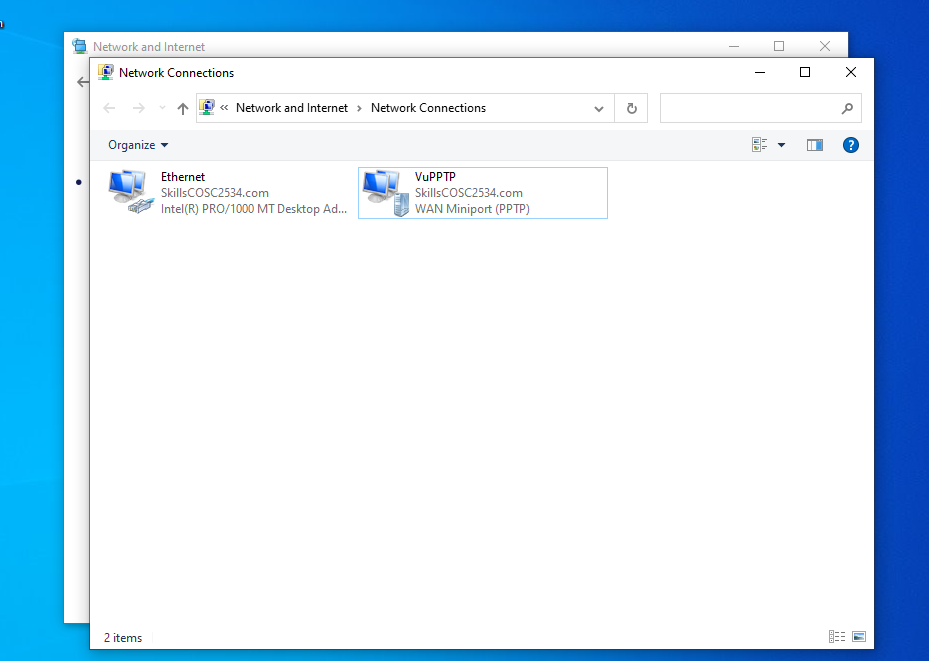 Network and Internet
Network Connections
« Network and Internet > Network Connections
Organize
?
Ethernet
SkillsCOSC2534.com
Intel(R) PRO/1000 MT Desktop Ad...
VuPPTP
SkillsCOSC2534.com
WAN Miniport (PPTP)
2 items